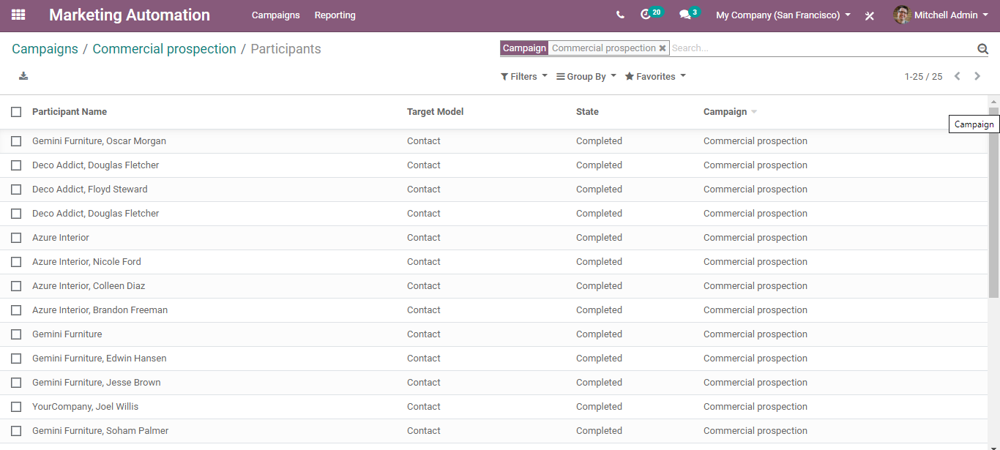 Marketing Automation Campaigns Reporting 20 3 My Company (San Francisco) Mitchell Admin
Campaigns / Commercial prospection / Participants Campaign Commercial prospection Search...
Filters Group By Favorites 1-25 / 25
Participant Name Target Model State Campaign
Campaign
Gemini Furniture, Oscar Morgan Contact Completed Commercial prospection
Deco Addict, Douglas Fletcher Contact Completed Commercial prospection
Deco Addict, Floyd Steward Contact Completed Commercial prospection
Deco Addict, Douglas Fletcher Contact Completed Commercial prospection
Azure Interior Contact Completed Commercial prospection
Azure Interior, Nicole Ford Contact Completed Commercial prospection
Azure Interior, Colleen Diaz Contact Completed Commercial prospection
Azure Interior, Brandon Freeman Contact Completed Commercial prospection
Gemini Furniture Contact Completed Commercial prospection
Gemini Furniture, Edwin Hansen Contact Completed Commercial prospection
Gemini Furniture, Jesse Brown Contact Completed Commercial prospection
YourCompany, Joel Willis Contact Completed Commercial prospection
Gemini Furniture, Soham Palmer Contact Completed Commercial prospection